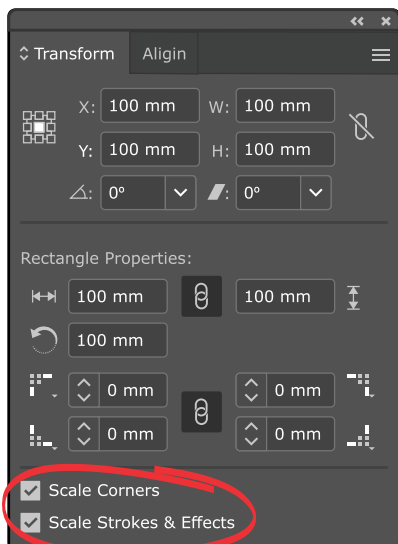 Transform Aligin
X: 100 mm W: 100 mm
Y: 100 mm H: 100 mm
0° 0°
Rectangle Properties:
100 mm 100 mm
100 mm
0 mm 0 mm
0 mm 0 mm
Scale Corners
Scale Strokes & Effects